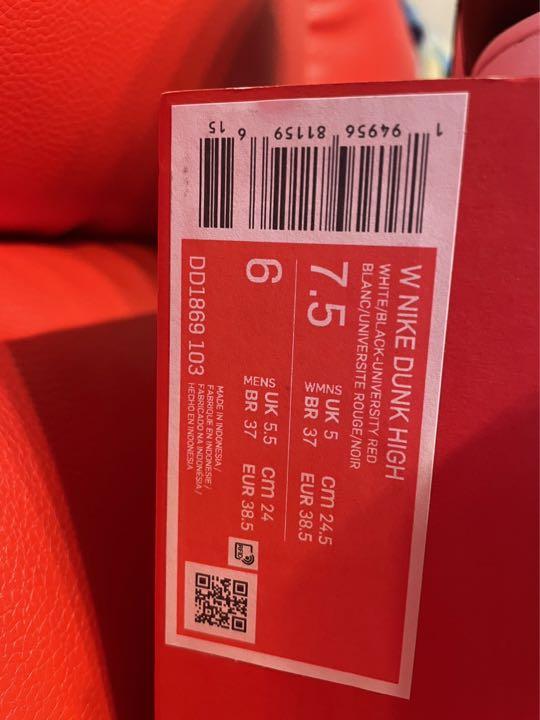 1 94956 81159 6 15
W NIKE DUNK HIGH
WHITE/BLACK-UNIVERSITY RED
BLANC/UNIVERSITE ROUGE/NOIR
7.5
WMNS UK 5 cm 24.5
BR 37 EUR 38.5
6
MENS UK 5.5 cm 24
BR 37 EUR 38.5
DD1869 103
MADE IN INDONESIA /
FABRIQUE EN INDONESIE /
FABRICADO NA INDONÉSIA /
HECHO EN INDONESIA
RFID